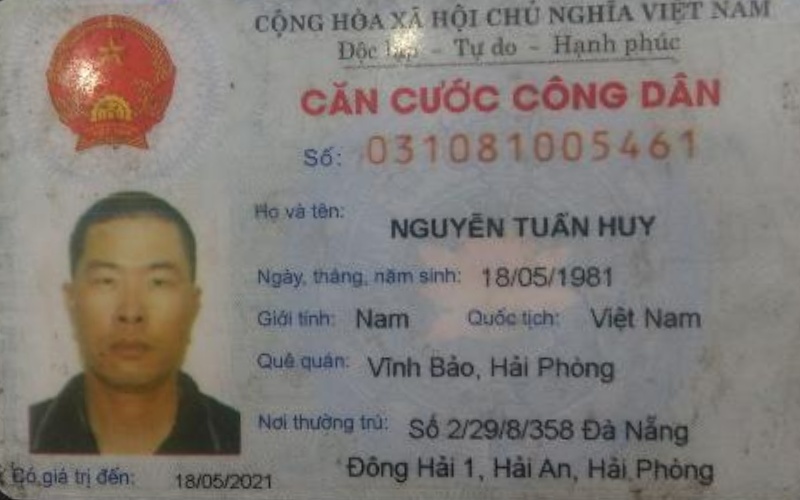 CỘNG HÒA XÃ HỘI CHỦ NGHĨA VIỆT NAM
Độc lập - Tự do - Hạnh phúc
CĂN CƯỚC CÔNG DÂN
Số: 031081005461
Họ và tên: NGUYỄN TUẤN HUY
Ngày, tháng, năm sinh: 18/05/1981
Giới tính: Nam Quốc tịch: Việt Nam
Quê quán: Vĩnh Bảo, Hải Phòng
Nơi thường trú: Số 2/29/8/358 Đà Nẵng
Đông Hải 1, Hải An, Hải Phòng
Có giá trị đến: 18/05/2021